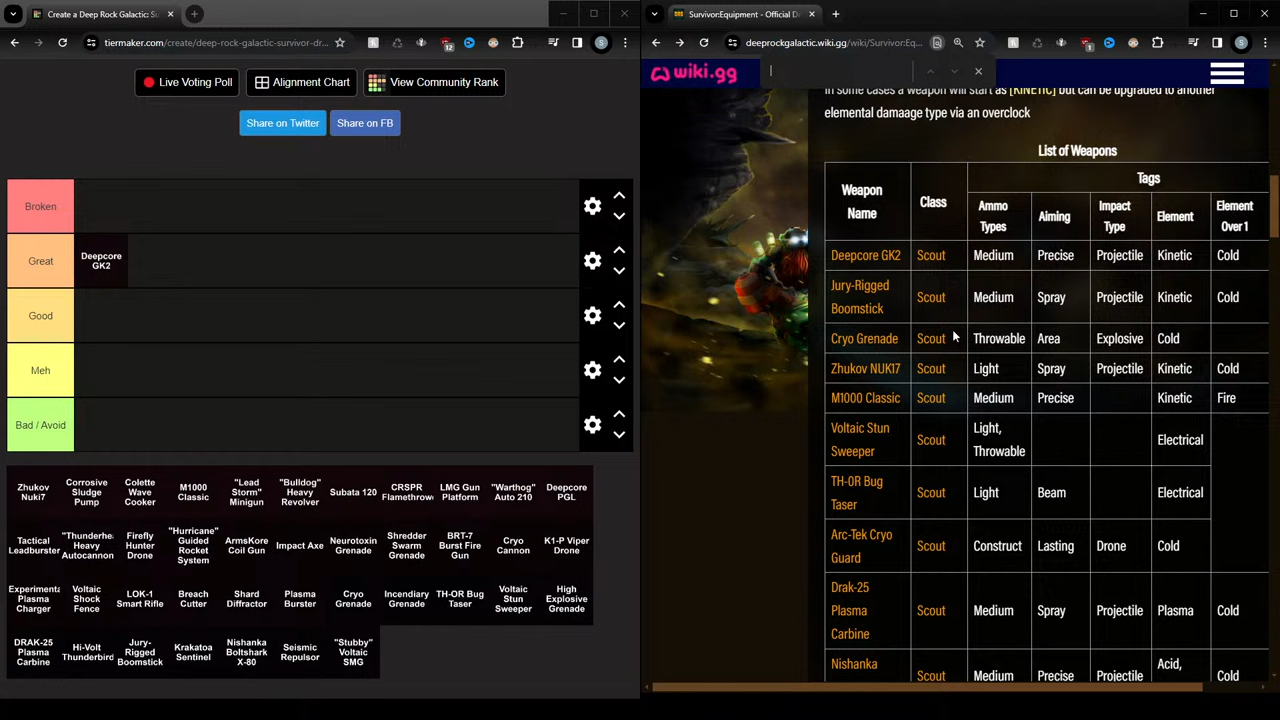 Create a Deep Rock Galactic: Su
Survivor:Equipment - Official D
tiermaker.com/create/deep-rock-galactic-survivor-dr...
12
S
deeprockgalactic.wiki.gg/wiki/Survivor:Eq...
1
S
Live Voting Poll
Alignment Chart
View Community Rank
Share on Twitter
Share on FB
Broken
Great
Deepcore
GK2
Good
Meh
Bad / Avoid
Zhukov
Nuki7
Corrosive
Sludge
Pump
Colette
Wave
Cooker
M1000
Classic
"Lead
Storm"
Minigun
"Bulldog"
Heavy
Revolver
Subata 120
CRSPR
Flamethrow
LMG Gun
Platform
"Warthog"
Auto 210
Deepcore
PGL
Tactical
Leadburster
"Thunderhe
Heavy
Autocannon
Firefly
Hunter
Drone
"Hurricane"
Guided
Rocket
System
ArmsKore
Coil Gun
Impact Axe
Neurotoxin
Grenade
Shredder
Swarm
Grenade
BRT-7
Burst Fire
Gun
Cryo
Cannon
K1-P Viper
Drone
Experimenta
Plasma
Charger
Voltaic
Shock
Fence
LOK-1
Smart Rifle
Breach
Cutter
Shard
Diffractor
Plasma
Burster
Cryo
Grenade
Incendiary
Grenade
TH-OR Bug
Taser
Voltaic
Stun
Sweeper
High
Explosive
Grenade
DRAK-25
Plasma
Carbine
Hi-Volt
Thunderbird
Jury-
Rigged
Boomstick
Krakatoa
Sentinel
Nishanka
Boltshark
X-80
Seismic
Repulsor
"Stubby"
Voltaic
SMG
wiki.gg
In some cases a weapon will start as [KINETIC] but can be upgraded to another
elemental damaage type via an overclock
List of Weapons
Weapon
Name
Class
Tags
Ammo
Types
Aiming
Impact
Type
Element
Element
Over 1
Deepcore GK2 Scout Medium Precise Projectile Kinetic Cold
Jury-Rigged
Boomstick Scout Medium Spray Projectile Kinetic Cold
Cryo Grenade Scout Throwable Area Explosive Cold
Zhukov NUK17 Scout Light Spray Projectile Kinetic Cold
M1000 Classic Scout Medium Precise Kinetic Fire
Voltaic Stun
Sweeper Scout Light,
Throwable Electrical
TH-0R Bug
Taser Scout Light Beam Electrical
Arc-Tek Cryo
Guard Scout Construct Lasting Drone Cold
Drak-25
Plasma
Carbine Scout Medium Spray Projectile Plasma Cold
Nishanka Scout Medium Precise Projectile Acid,
Kinetic